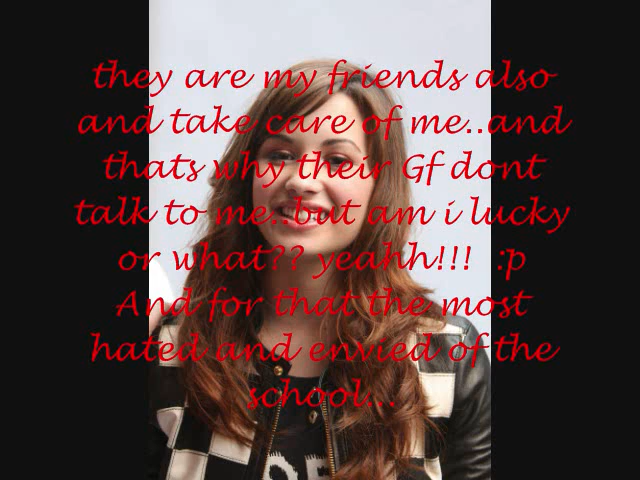 they are my friends also
and take care of me..and
thats why their Gf dont
talk to me..but am i lucky
or what?? yeahh!!! :p
And for that the most
hated and envied of the
school...